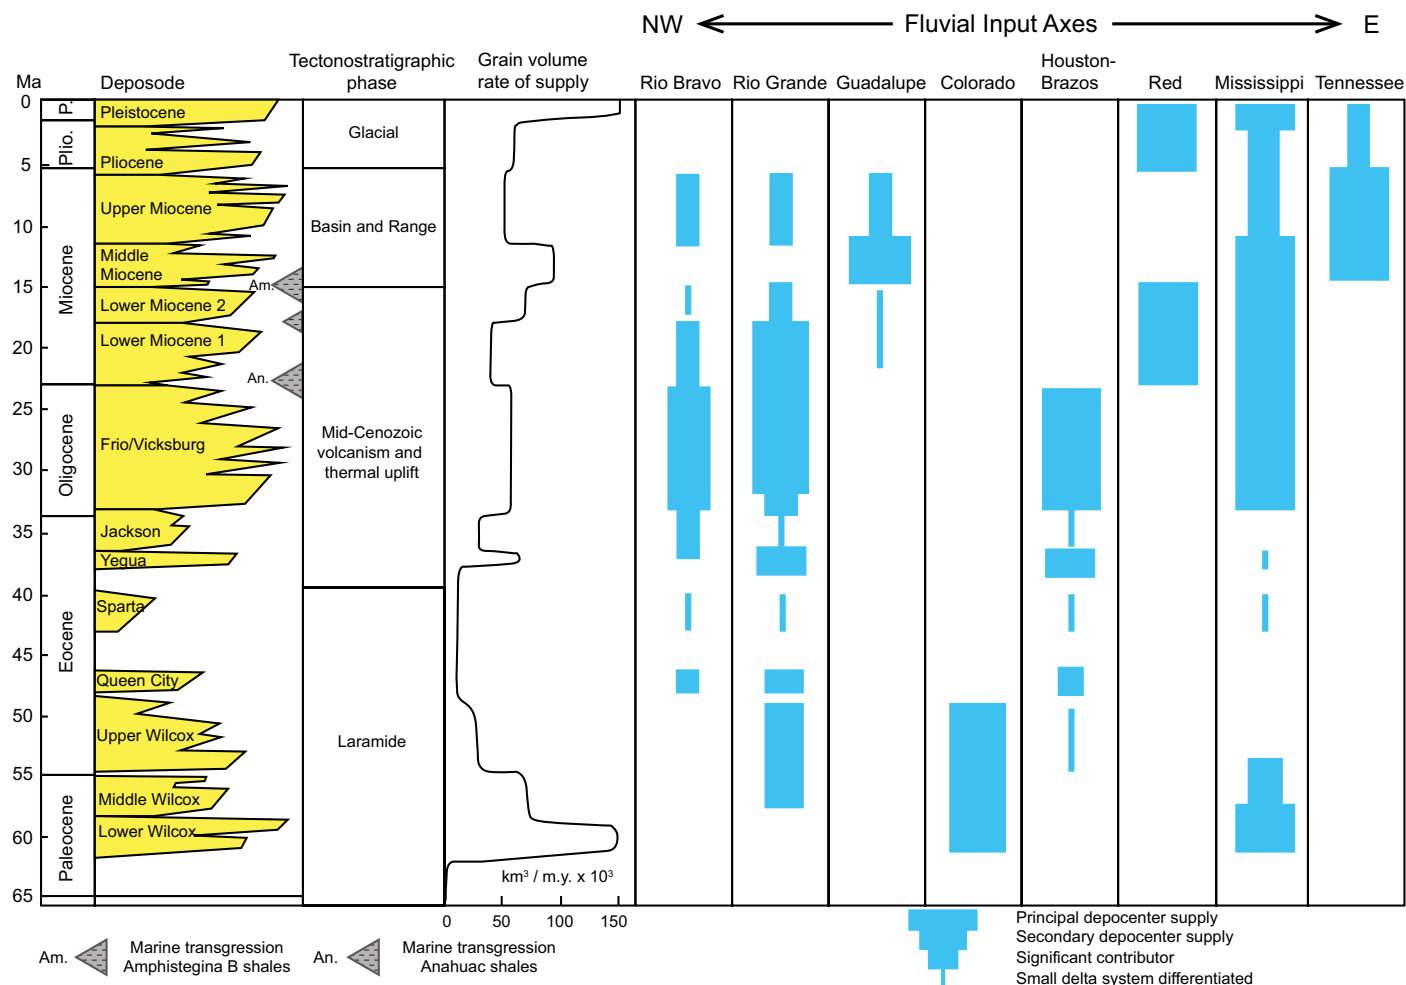 NW Fluvial Input Axes E
Ma
Deposode
Tectonostratigraphic
phase
Grain volume
rate of supply
Rio Bravo
Rio Grande
Guadalupe
Colorado
Houston-
Brazos
Red
Mississippi
Tennessee
0
5
10
15
20
25
30
35
40
45
50
55
60
65
P.
Plio.
Miocene
Oligocene
Eocene
Paleocene
Pleistocene
Pliocene
Upper Miocene
Middle
Miocene
Lower Miocene 2
Lower Miocene 1
Frio/Vicksburg
Jackson
Yegua
Sparta
Queen City
Upper Wilcox
Middle Wilcox
Lower Wilcox
Am.
An.
Glacial
Basin and Range
Mid-Cenozoic
volcanism and
thermal uplift
Laramide
km³ / m.y. x 10³
0 50 100 150
Am.
Marine transgression
Amphistegina B shales
An.
Marine transgression
Anahuac shales
Principal depocenter supply
Secondary depocenter supply
Significant contributor
Small delta system differentiated